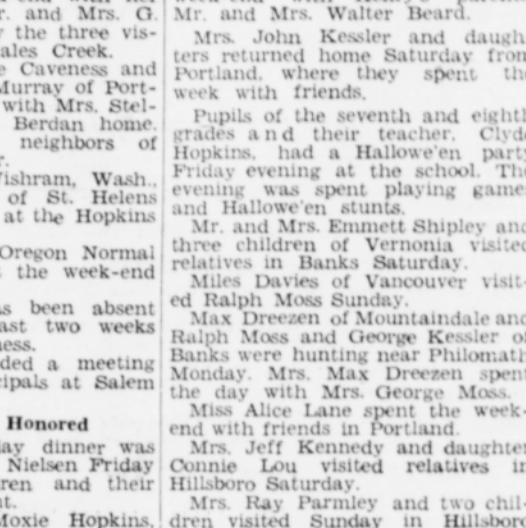 r. and Mrs. G.
the three vis-
ales Creek.
Caveness and
Murray of Port-
with Mrs. Stel-
Berdan home.
neighbors of
r.
ishram, Wash.,
of St. Helens
at the Hopkins
Oregon Normal
the week-end
s been absent
ast two weeks
ness.
ded a meeting
cipals at Salem
Honored
ay dinner was
Nielsen Friday
ren and their
nt.
Moxie Hopkins,
Mr. and Mrs. Walter Beard.
Mrs. John Kessler and daugh
ters returned home Saturday from
Portland, where they spent th
week with friends.
Pupils of the seventh and eighth
grades and their teacher, Clyd
Hopkins, had a Hallowe'en part
Friday evening at the school. Th
evening was spent playing game
and Hallowe'en stunts.
Mr. and Mrs. Emmett Shipley and
three children of Vernonia visited
relatives in Banks Saturday.
Miles Davies of Vancouver visit-
ed Ralph Moss Sunday.
Max Dreezen of Mountaindale and
Ralph Moss and George Kessler o
Banks were hunting near Philomath
Monday. Mrs. Max Dreezen spent
the day with Mrs. George Moss.
Miss Alice Lane spent the week-
end with friends in Portland.
Mrs. Jeff Kennedy and daughter
Connie Lou visited relatives in
Hillsboro Saturday.
Mrs. Ray Parmley and two chil-
dren visited Sunday in Hillsboro